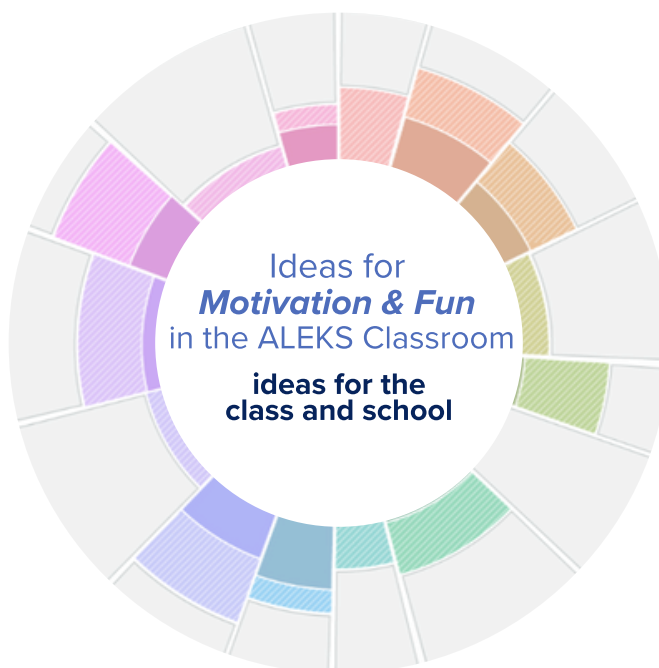 Ideas for
Motivation & Fun
in the ALEKS Classroom
ideas for the
class and school